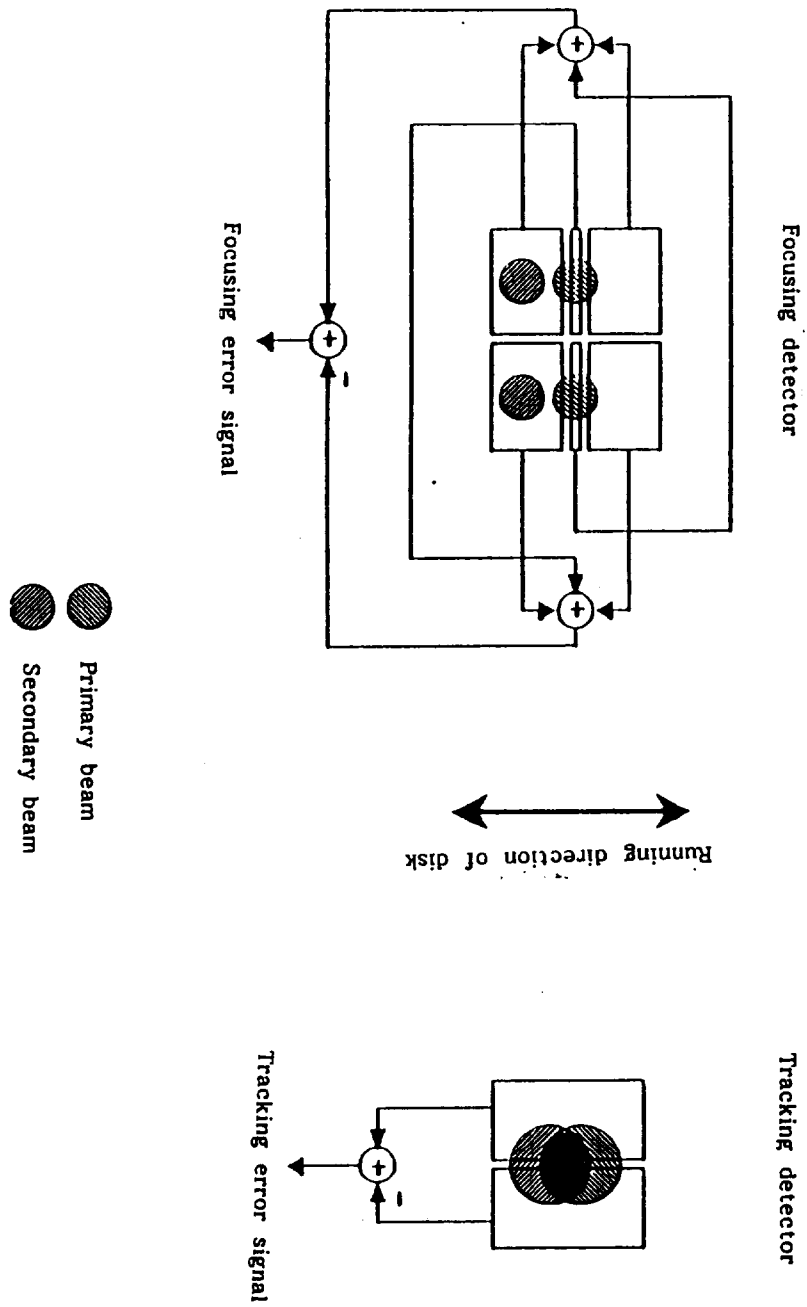 Focusing detector
+
+
+
-
Focusing error signal
Running direction of disk
Tracking detector
+
-
Tracking error signal
Primary beam
Secondary beam